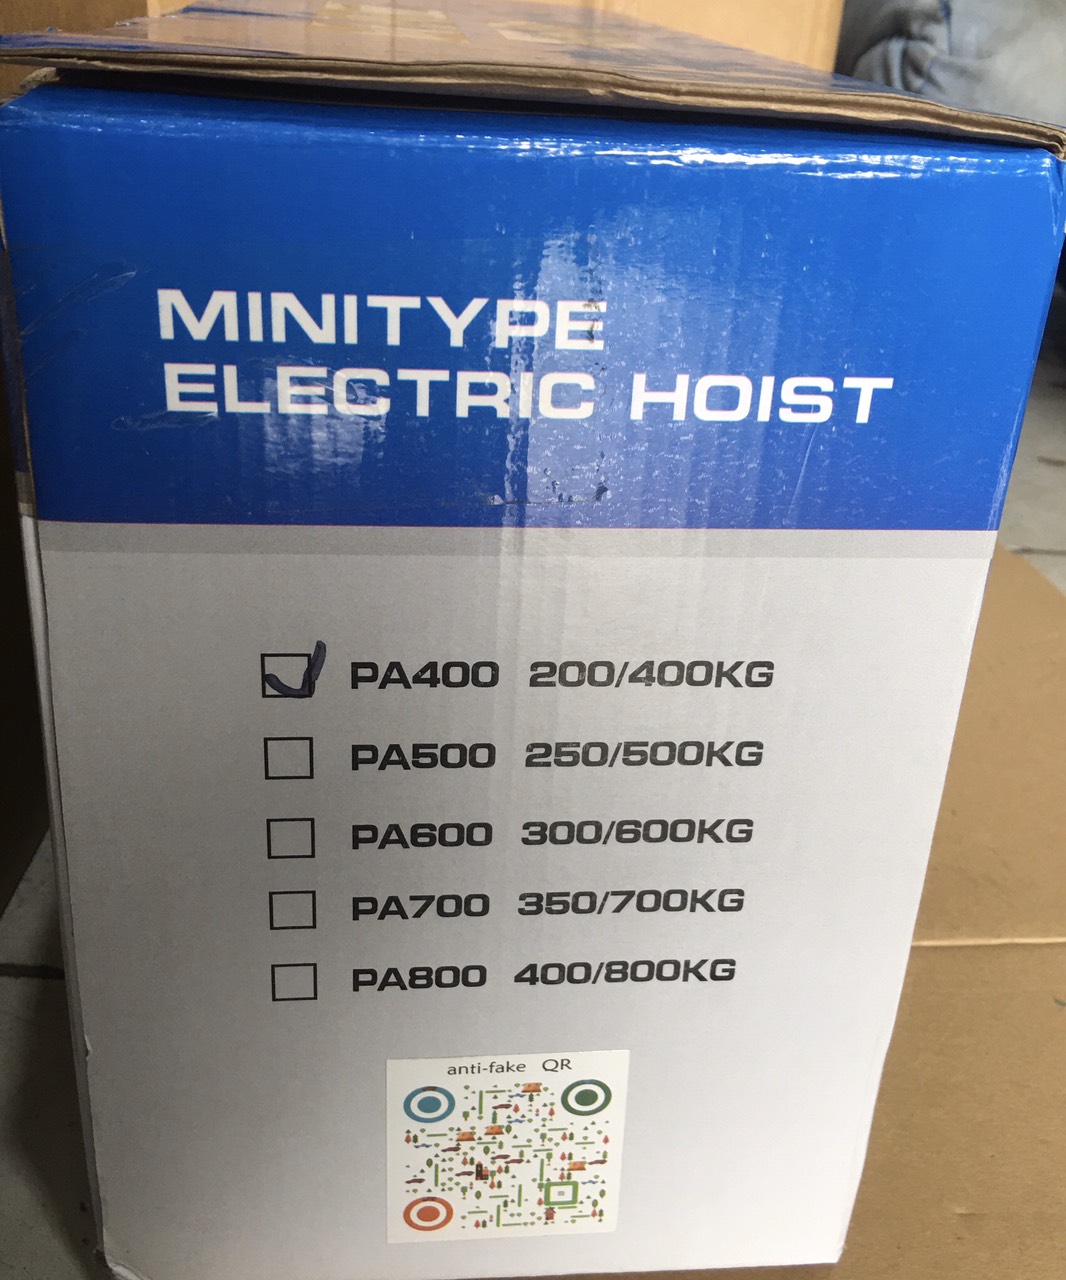 MINITYPE
ELECTRIC HOIST
PA400 200/400KG
PA500 250/500KG
PA600 300/600KG
PA700 350/700KG
PA800 400/800KG
anti-fake QR